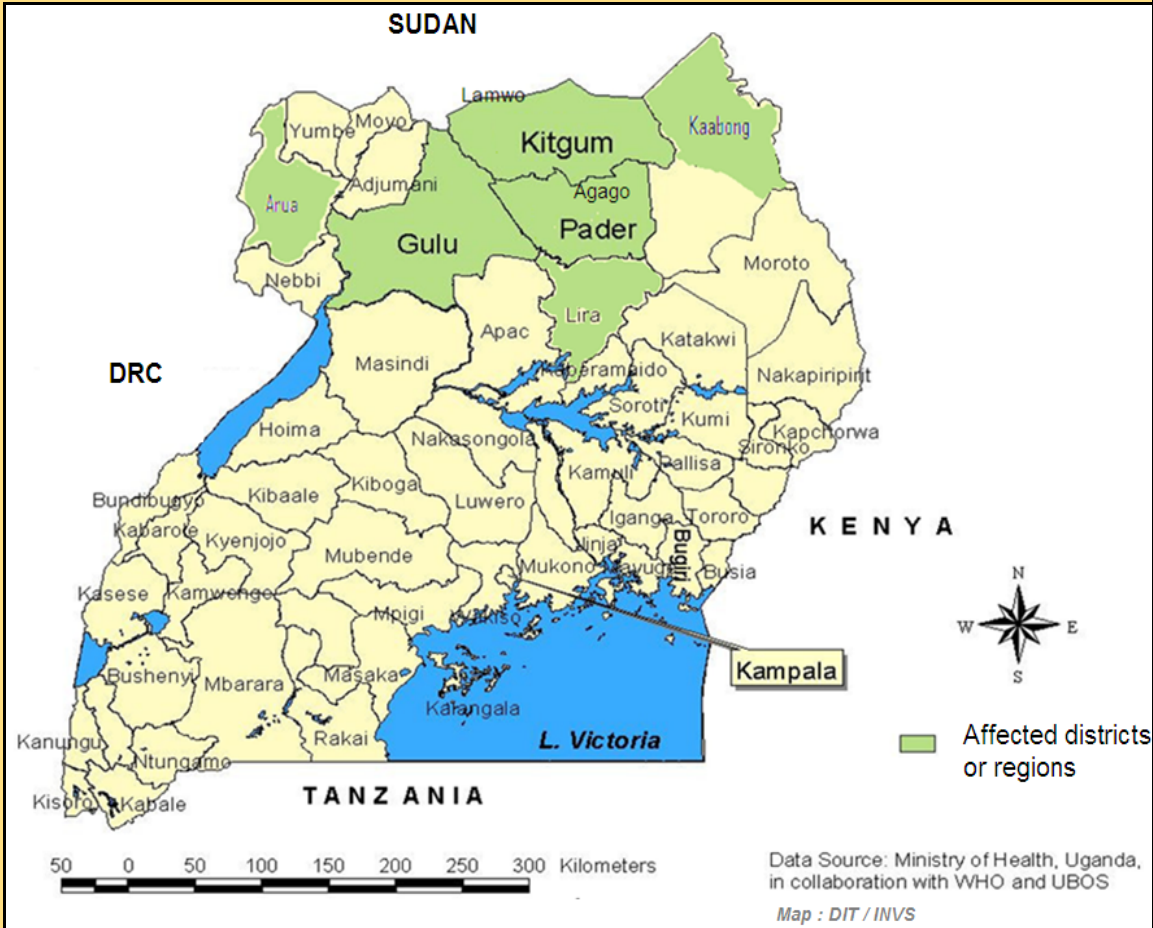 SUDAN
Lamwo
Yumbe
Moyo
Kaabong
Kitgum
Adjumani
Agago
Arua
Pader
Gulu
Moroto
Nebbi
Lira
Apac
Katakwi
Masindi
DRC
Kaberamaido
Nakapiripirit
Soroti
Kumi
Hoima
Nakasongola
Kapchorwa
Sironko
Pallisa
Kamuli
Kiboga
Kibaale
Bundibugyo
Luwero
Iganga
Tororo
KENYA
Kabarole
Kyenjojo
Mubende
Jinja
Bugiri
Mukono
Mayuge
Busia
N
Kasese
Kamwenge
Mpigi
Wakiso
W
E
Kampala
S
Bushenyi
Mbarara
Masaka
Kalangala
Rakai
L. Victoria
Kanungu
Ntungamo
Affected districts
or regions
Kisoro
Kabale
TANZANIA
50 0 50 100 150 200 250 300 Kilometers
Data Source: Ministry of Health, Uganda,
in collaboration with WHO and UBOS
Map : DIT / INVS